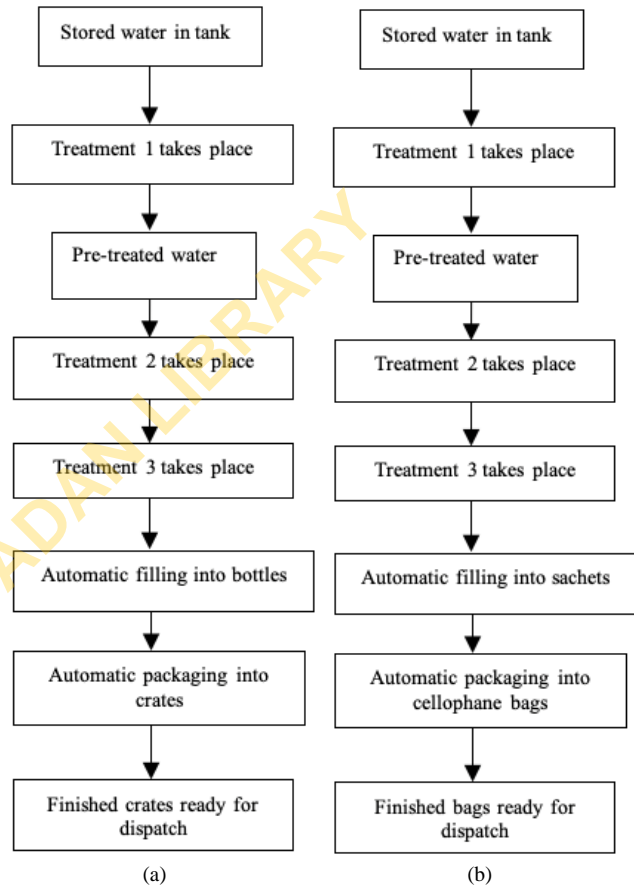 Stored water in tank
Treatment 1 takes place
Pre-treated water
Treatment 2 takes place
Treatment 3 takes place
Automatic filling into bottles
Automatic packaging into
crates
Finished crates ready for
dispatch
(a)
Stored water in tank
Treatment 1 takes place
Pre-treated water
Treatment 2 takes place
Treatment 3 takes place
Automatic filling into sachets
Automatic packaging into
cellophane bags
Finished bags ready for
dispatch
(b)
ADAN LIBRARY